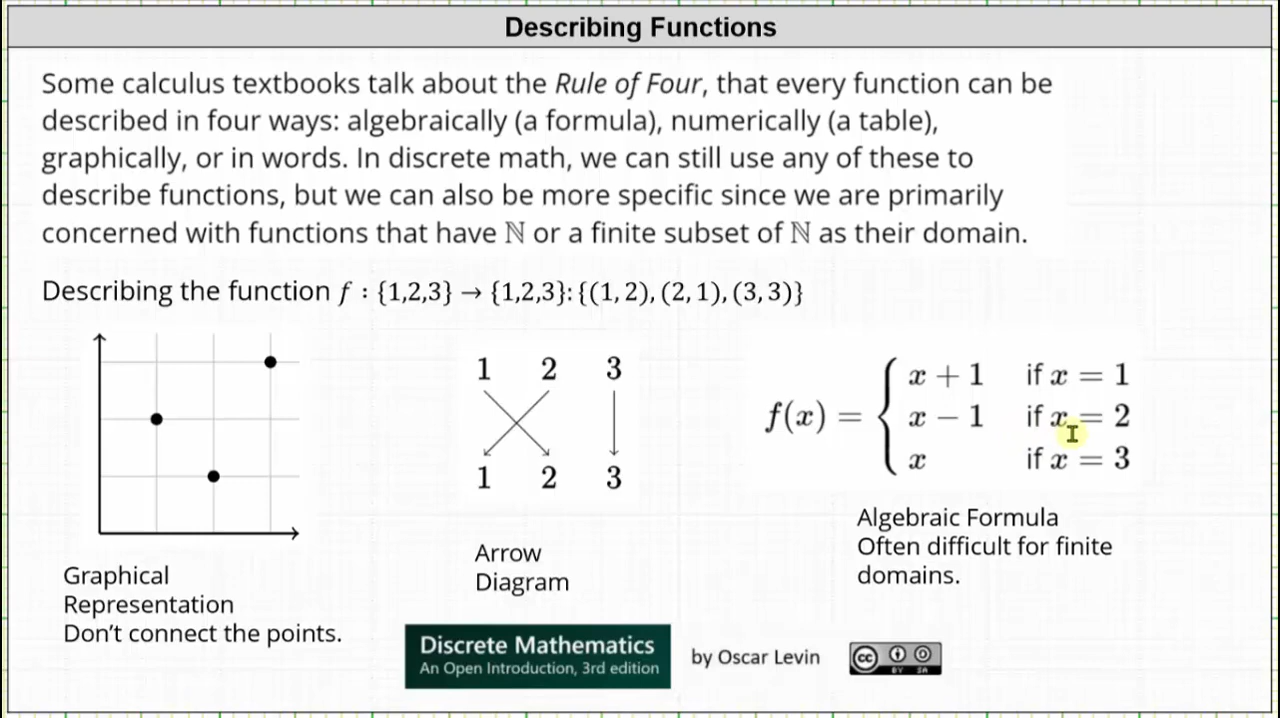 Describing Functions
Some calculus textbooks talk about the Rule of Four, that every function can be
described in four ways: algebraically (a formula), numerically (a table),
graphically, or in words. In discrete math, we can still use any of these to
describe functions, but we can also be more specific since we are primarily
concerned with functions that have ℕ or a finite subset of ℕ as their domain.
Describing the function f : {1,2,3} → {1,2,3}: {(1, 2), (2, 1), (3, 3)}
1 2 3
1 2 3
f(x) = { x + 1 if x = 1
x − 1 if x = 2
x if x = 3
Graphical
Representation
Don't connect the points.
Arrow
Diagram
Algebraic Formula
Often difficult for finite
domains.
Discrete Mathematics
An Open Introduction, 3rd edition
by Oscar Levin
cc
BY SA